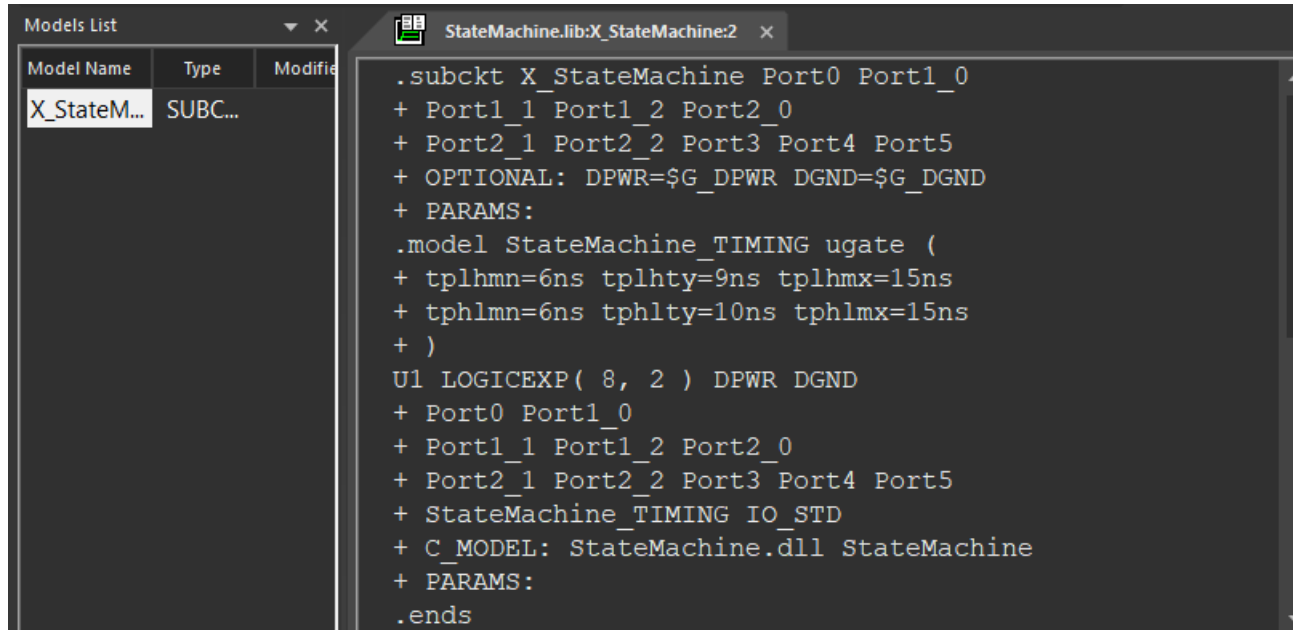 Models List
StateMachine.lib:X_StateMachine:2
Model Name Type Modifie
X_StateM... SUBC...
.subckt X_StateMachine Port0 Port1_0
+ Port1_1 Port1_2 Port2_0
+ Port2_1 Port2_2 Port3 Port4 Port5
+ OPTIONAL: DPWR=$G_DPWR DGND=$G_DGND
+ PARAMS:
.model StateMachine_TIMING ugate (
+ tplhmn=6ns tplhty=9ns tplhmx=15ns
+ tphlmn=6ns tphlty=10ns tphlmx=15ns
+ )
U1 LOGICEXP( 8, 2 ) DPWR DGND
+ Port0 Port1_0
+ Port1_1 Port1_2 Port2_0
+ Port2_1 Port2_2 Port3 Port4 Port5
+ StateMachine_TIMING IO_STD
+ C_MODEL: StateMachine.dll StateMachine
+ PARAMS:
.ends